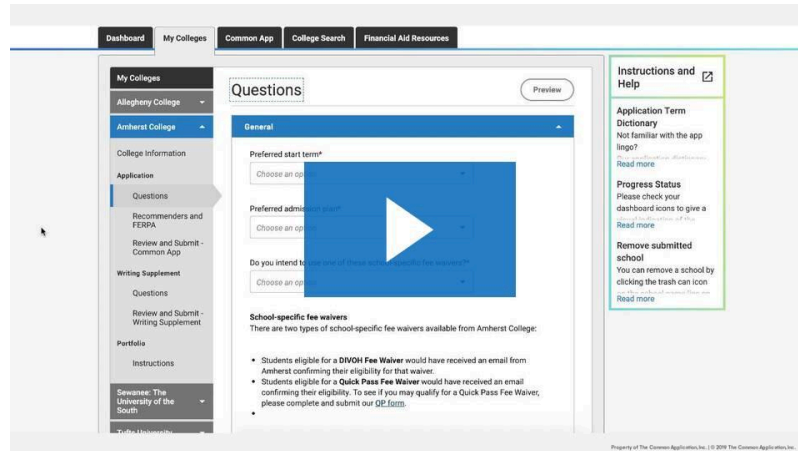 Dashboard
My Colleges
Common App
College Search
Financial Aid Resources
My Colleges
Allegheny College
Amherst College
College Information
Application
Questions
Recommenders and
FERPA
Review and Submit -
Common App
Writing Supplement
Questions
Review and Submit -
Writing Supplement
Portfolio
Instructions
Sewanee: The
University of the
South
Tufts University
Questions
Preview
General
Preferred start term*
Choose an op
Preferred admis
Choose an op
Do you intend to
Choose an op
School-specific fee waivers
There are two types of school-specific fee waivers available from Amherst College:
• Students eligible for a DIVOH Fee Waiver would have received an email from
Amherst confirming their eligibility for that waiver.
• Students eligible for a Quick Pass Fee Waiver would have received an email
confirming their eligibility. To see if you may qualify for a Quick Pass Fee Waiver,
please complete and submit our QP form.
•
Instructions and
Help
Application Term
Dictionary
Not familiar with the app
lingo?
Read more
Progress Status
Please check your
dashboard icons to give a
Read more
Remove submitted
school
You can remove a school by
clicking the trash can icon
Read more
Property of The Common Application, Inc. | © 2019 The Common Application, Inc.